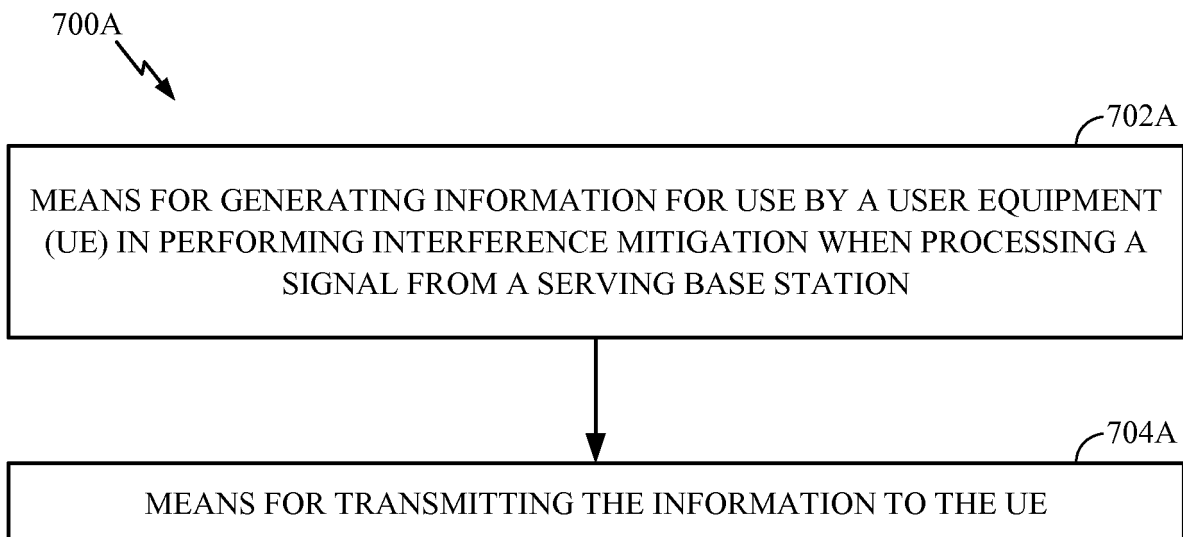 700A
702A
MEANS FOR GENERATING INFORMATION FOR USE BY A USER EQUIPMENT
(UE) IN PERFORMING INTERFERENCE MITIGATION WHEN PROCESSING A
SIGNAL FROM A SERVING BASE STATION
704A
MEANS FOR TRANSMITTING THE INFORMATION TO THE UE